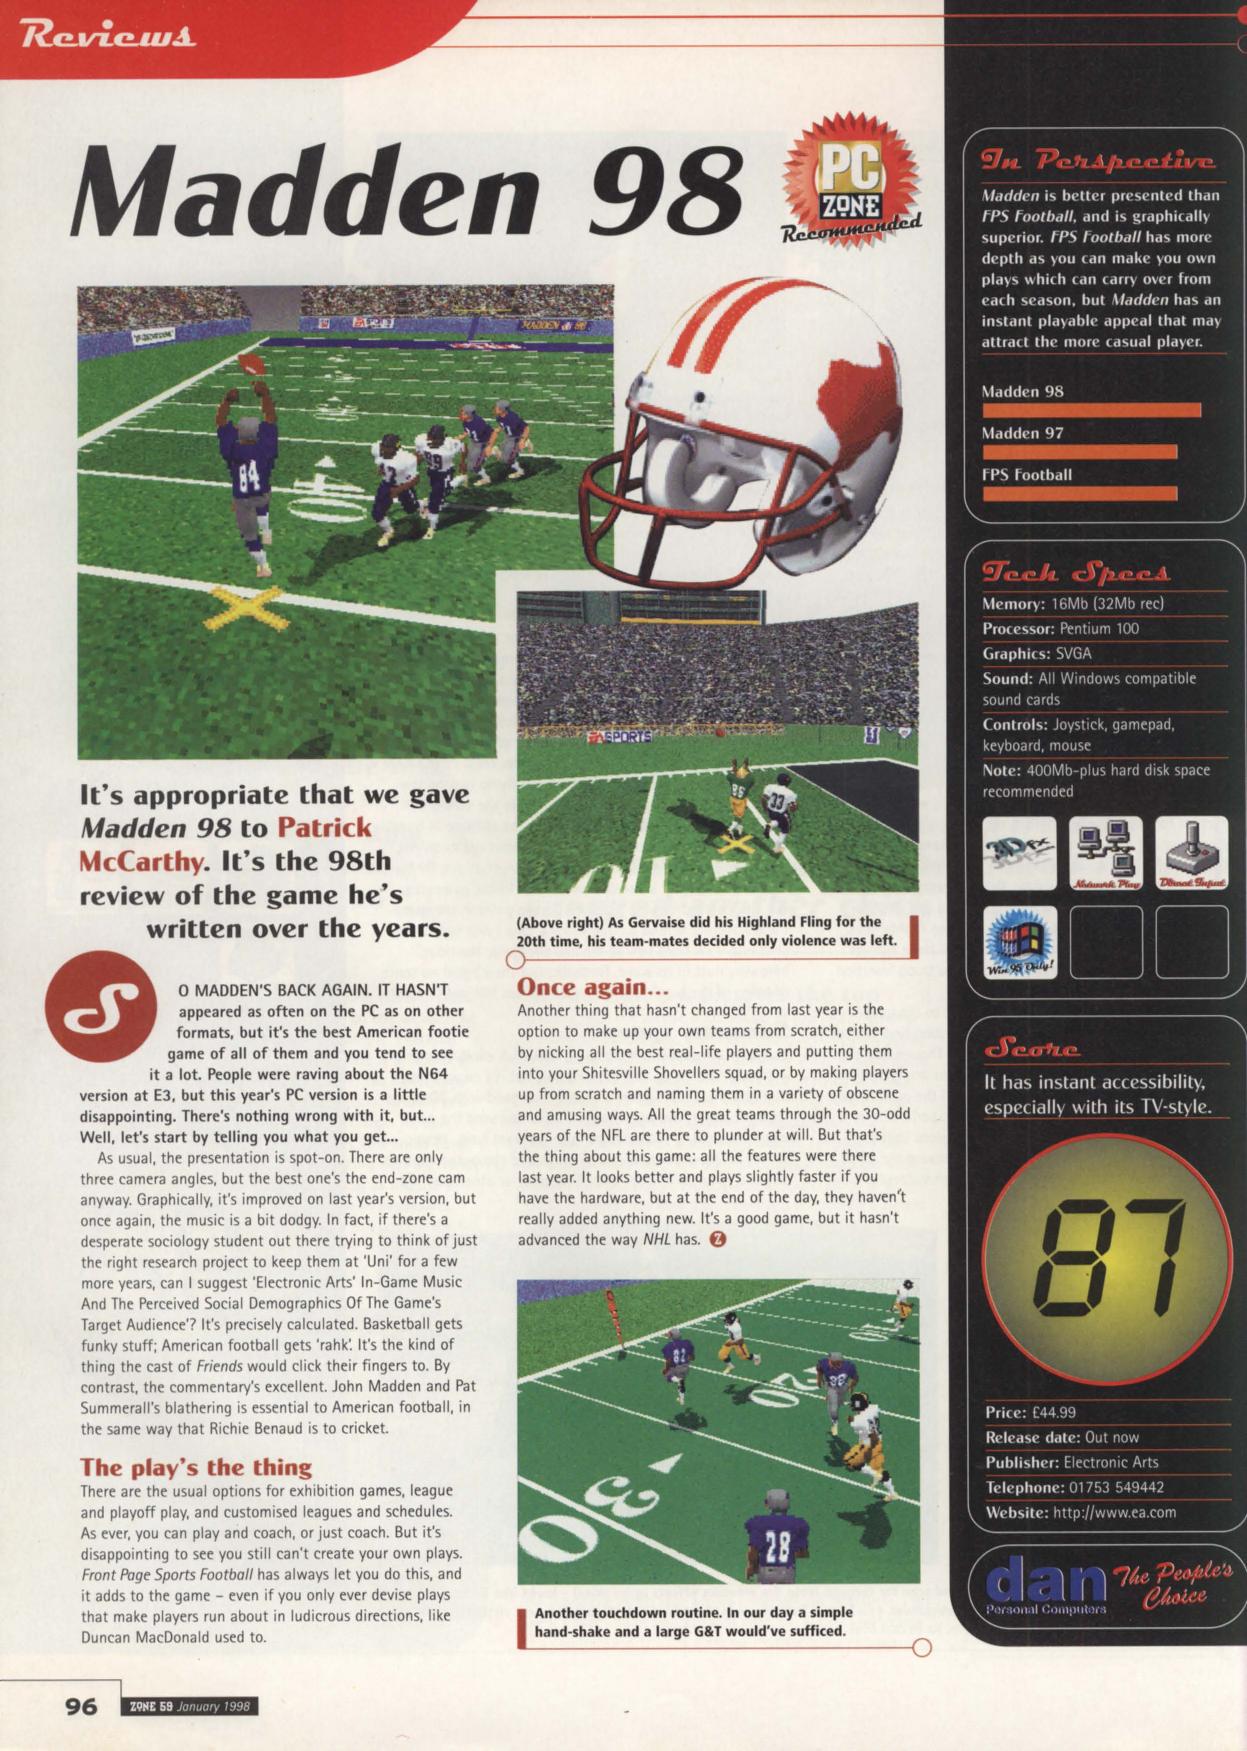 Reviews
Madden 98
PC
ZONE
Recommended
It's appropriate that we gave
Madden 98 to Patrick
McCarthy. It's the 98th
review of the game he's
written over the years.
SO MADDEN'S BACK AGAIN. IT HASN'T
appeared as often on the PC as on other
formats, but it's the best American footie
game of all of them and you tend to see
it a lot. People were raving about the N64
version at E3, but this year's PC version is a little
disappointing. There's nothing wrong with it, but...
Well, let's start by telling you what you get...
As usual, the presentation is spot-on. There are only
three camera angles, but the best one's the end-zone cam
anyway. Graphically, it's improved on last year's version, but
once again, the music is a bit dodgy. In fact, if there's a
desperate sociology student out there trying to think of just
the right research project to keep them at 'Uni' for a few
more years, can I suggest 'Electronic Arts' In-Game Music
And The Perceived Social Demographics Of The Game's
Target Audience'? It's precisely calculated. Basketball gets
funky stuff; American football gets 'rahk'. It's the kind of
thing the cast of Friends would click their fingers to. By
contrast, the commentary's excellent. John Madden and Pat
Summerall's blathering is essential to American football, in
the same way that Richie Benaud is to cricket.
The play's the thing
There are the usual options for exhibition games, league
and playoff play, and customised leagues and schedules.
As ever, you can play and coach, or just coach. But it's
disappointing to see you still can't create your own plays.
Front Page Sports Football has always let you do this, and
it adds to the game – even if you only ever devise plays
that make players run about in ludicrous directions, like
Duncan MacDonald used to.
84
EA SPORTS
86
33
(Above right) As Gervaise did his Highland Fling for the
20th time, his team-mates decided only violence was left.
Once again...
Another thing that hasn't changed from last year is the
option to make up your own teams from scratch, either
by nicking all the best real-life players and putting them
into your Shitesville Shovellers squad, or by making players
up from scratch and naming them in a variety of obscene
and amusing ways. All the great teams through the 30-odd
years of the NFL are there to plunder at will. But that's
the thing about this game: all the features were there
last year. It looks better and plays slightly faster if you
have the hardware, but at the end of the day, they haven't
really added anything new. It's a good game, but it hasn't
advanced the way NHL has. Z
20
30
28
Another touchdown routine. In our day a simple
hand-shake and a large G&T would've sufficed.
In Perspective
Madden is better presented than
FPS Football, and is graphically
superior. FPS Football has more
depth as you can make you own
plays which can carry over from
each season, but Madden has an
instant playable appeal that may
attract the more casual player.
Madden 98
Madden 97
FPS Football
Tech Specs
Memory: 16Mb (32Mb rec)
Processor: Pentium 100
Graphics: SVGA
Sound: All Windows compatible
sound cards
Controls: Joystick, gamepad,
keyboard, mouse
Note: 400Mb-plus hard disk space
recommended
3Dfx
Network Play
Direct Input
Win 95 Only!
Score
It has instant accessibility,
especially with its TV-style.
87
Price: £44.99
Release date: Out now
Publisher: Electronic Arts
Telephone: 01753 549442
Website: http://www.ea.com
dan
Personal Computers
The People's
Choice
96
ZONE 59 January 1998